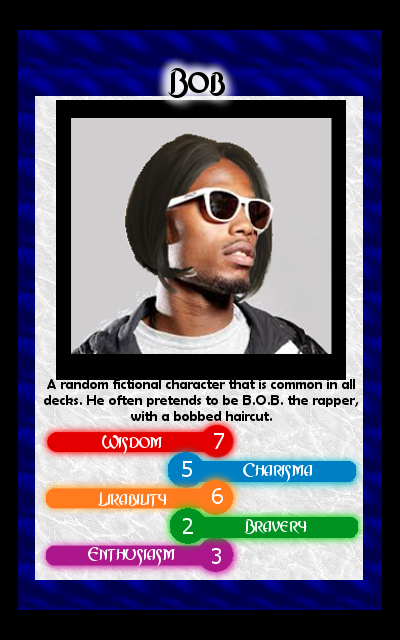 Bob
A random fictional character that is common in all
decks. He often pretends to be B.O.B. the rapper,
with a bobbed haircut.
Wisdom 7
5 Charisma
Likability 6
2 Bravery
Enthusiasm 3